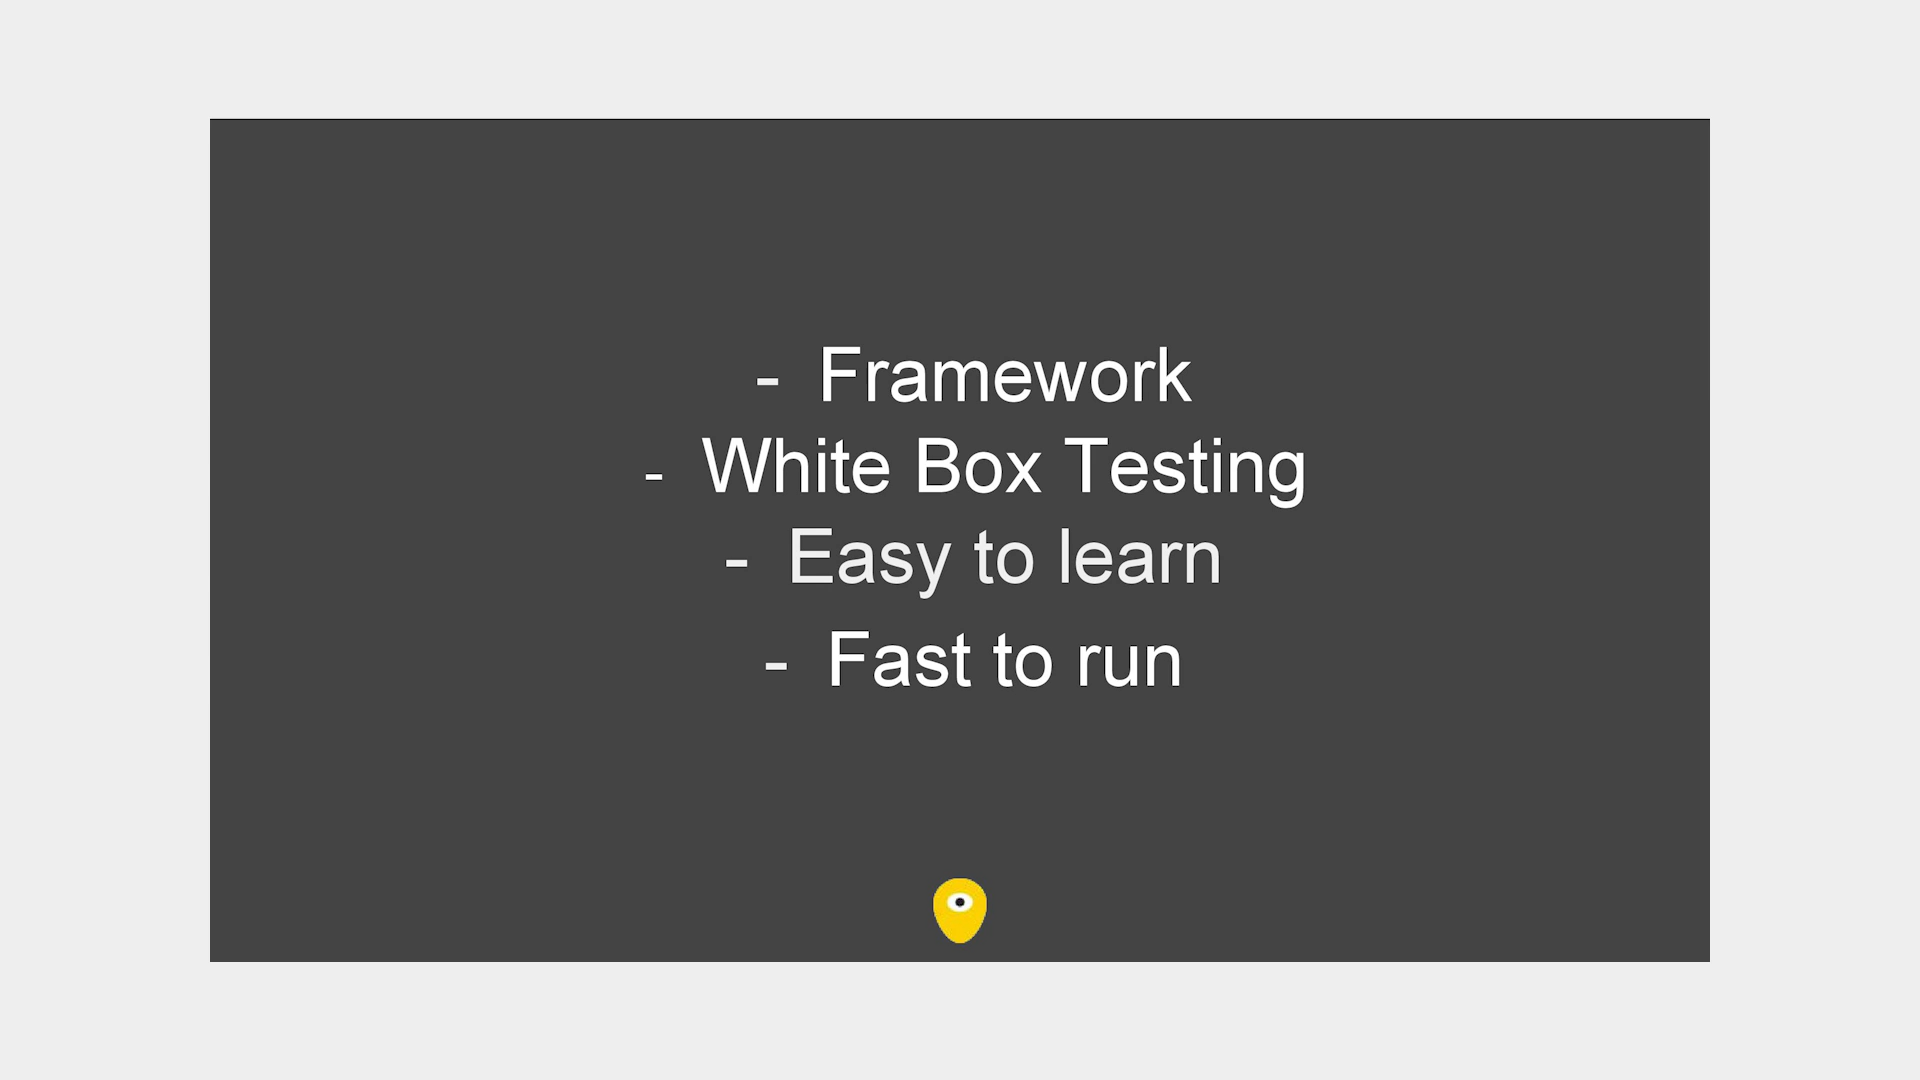 - Framework
- White Box Testing
- Easy to learn
- Fast to run